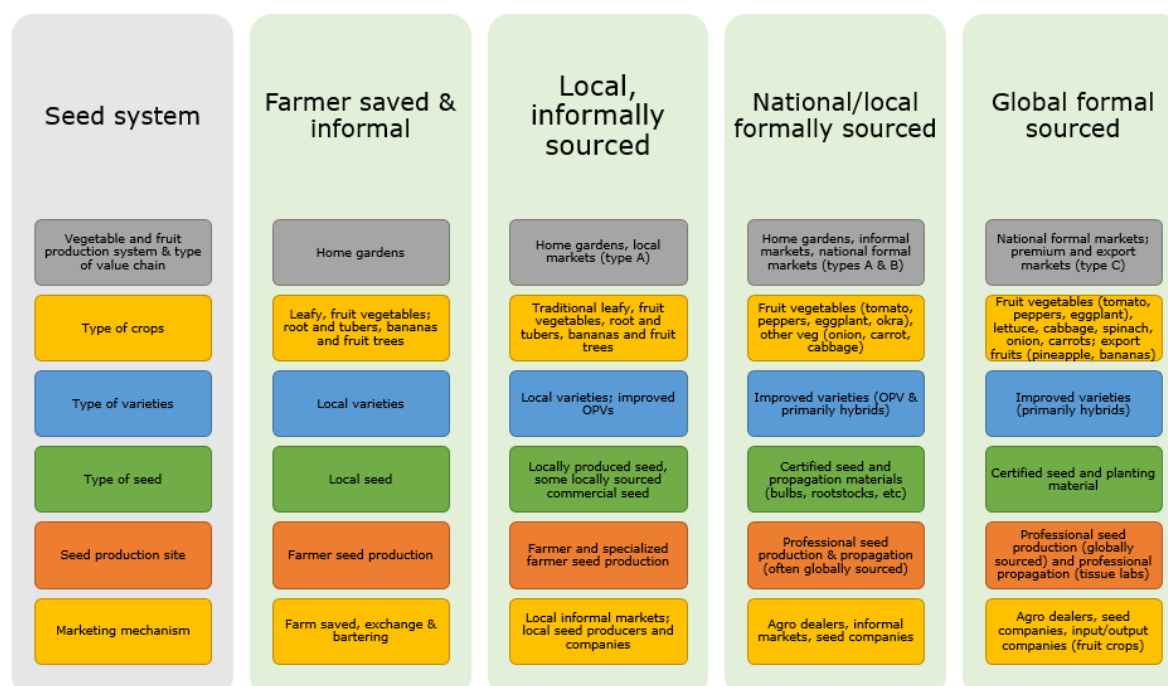 Seed system
Farmer saved &
informal
Local,
informally
sourced
National/local
formally sourced
Global formal
sourced
Vegetable and fruit
production system & type
of value chain
Home gardens
Home gardens, local
markets (type A)
Home gardens, informal
markets, national formal
markets (types A & B)
National formal markets;
premium and export
markets (type C)
Type of crops
Leafy, fruit vegetables;
root and tubers, bananas
and fruit trees
Traditional leafy, fruit
vegetables, root and
tubers, bananas and fruit
trees
Fruit vegetables (tomato,
peppers, eggplant, okra),
other veg (onion, carrot,
cabbage)
Fruit vegetables (tomato,
peppers, eggplant),
lettuce, cabbage, spinach,
onion, carrots; export
fruits (pineapple, bananas)
Type of varieties
Local varieties
Local varieties; improved
OPVs
Improved varieties (OPV &
primarily hybrids)
Improved varieties
(primarily hybrids)
Type of seed
Local seed
Locally produced seed,
some locally sourced
commercial seed
Certified seed and
propagation materials
(bulbs, rootstocks, etc)
Certified seed and planting
material
Seed production site
Farmer seed production
Farmer and specialized
farmer seed production
Professional seed
production & propagation
(often globally sourced)
Professional seed
production (globally
sourced) and professional
propagation (tissue labs)
Marketing mechanism
Farm saved, exchange &
bartering
Local informal markets;
local seed producers and
companies
Agro dealers, informal
markets, seed companies
Agro dealers, seed
companies, input/output
companies (fruit crops)